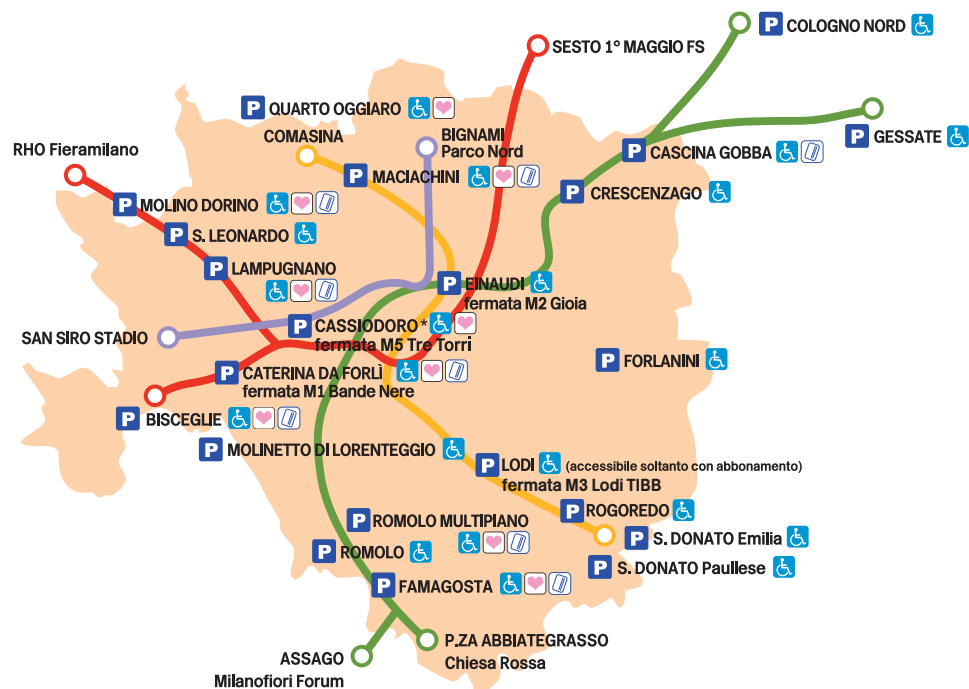 P COLOGNO NORD
SESTO 1° MAGGIO FS
P QUARTO OGGIARO
COMASINA
BIGNAMI
Parco Nord
P GESSATE
RHO Fieramilano
P CASCINA GOBBA
P MACIACHINI
P CRESCENZAGO
P MOLINO DORINO
P S. LEONARDO
P LAMPUGNANO
P EINAUDI
fermata M2 Gioia
SAN SIRO STADIO
P CASSIODORO*
fermata M5 Tre Torri
P FORLANINI
P CATERINA DA FORLÌ
fermata M1 Bande Nere
P BISCEGLIE
P MOLINETTO DI LORENTEGGIO
P LODI (accessibile soltanto con abbonamento)
fermata M3 Lodi TIBB
P ROGOREDO
P ROMOLO MULTIPIANO
P S. DONATO Emilia
P ROMOLO
P S. DONATO Paullese
P FAMAGOSTA
P.ZA ABBIATEGRASSO
Chiesa Rossa
ASSAGO
Milanofiori Forum